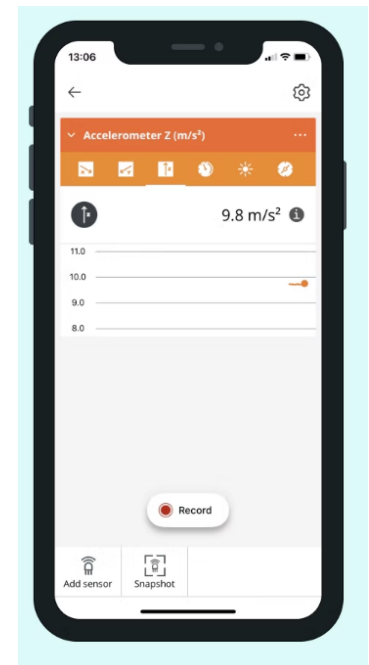 13:06
Accelerometer Z (m/s²)
9.8 m/s²
11.0
10.0
9.0
8.0
Record
Add sensor
Snapshot